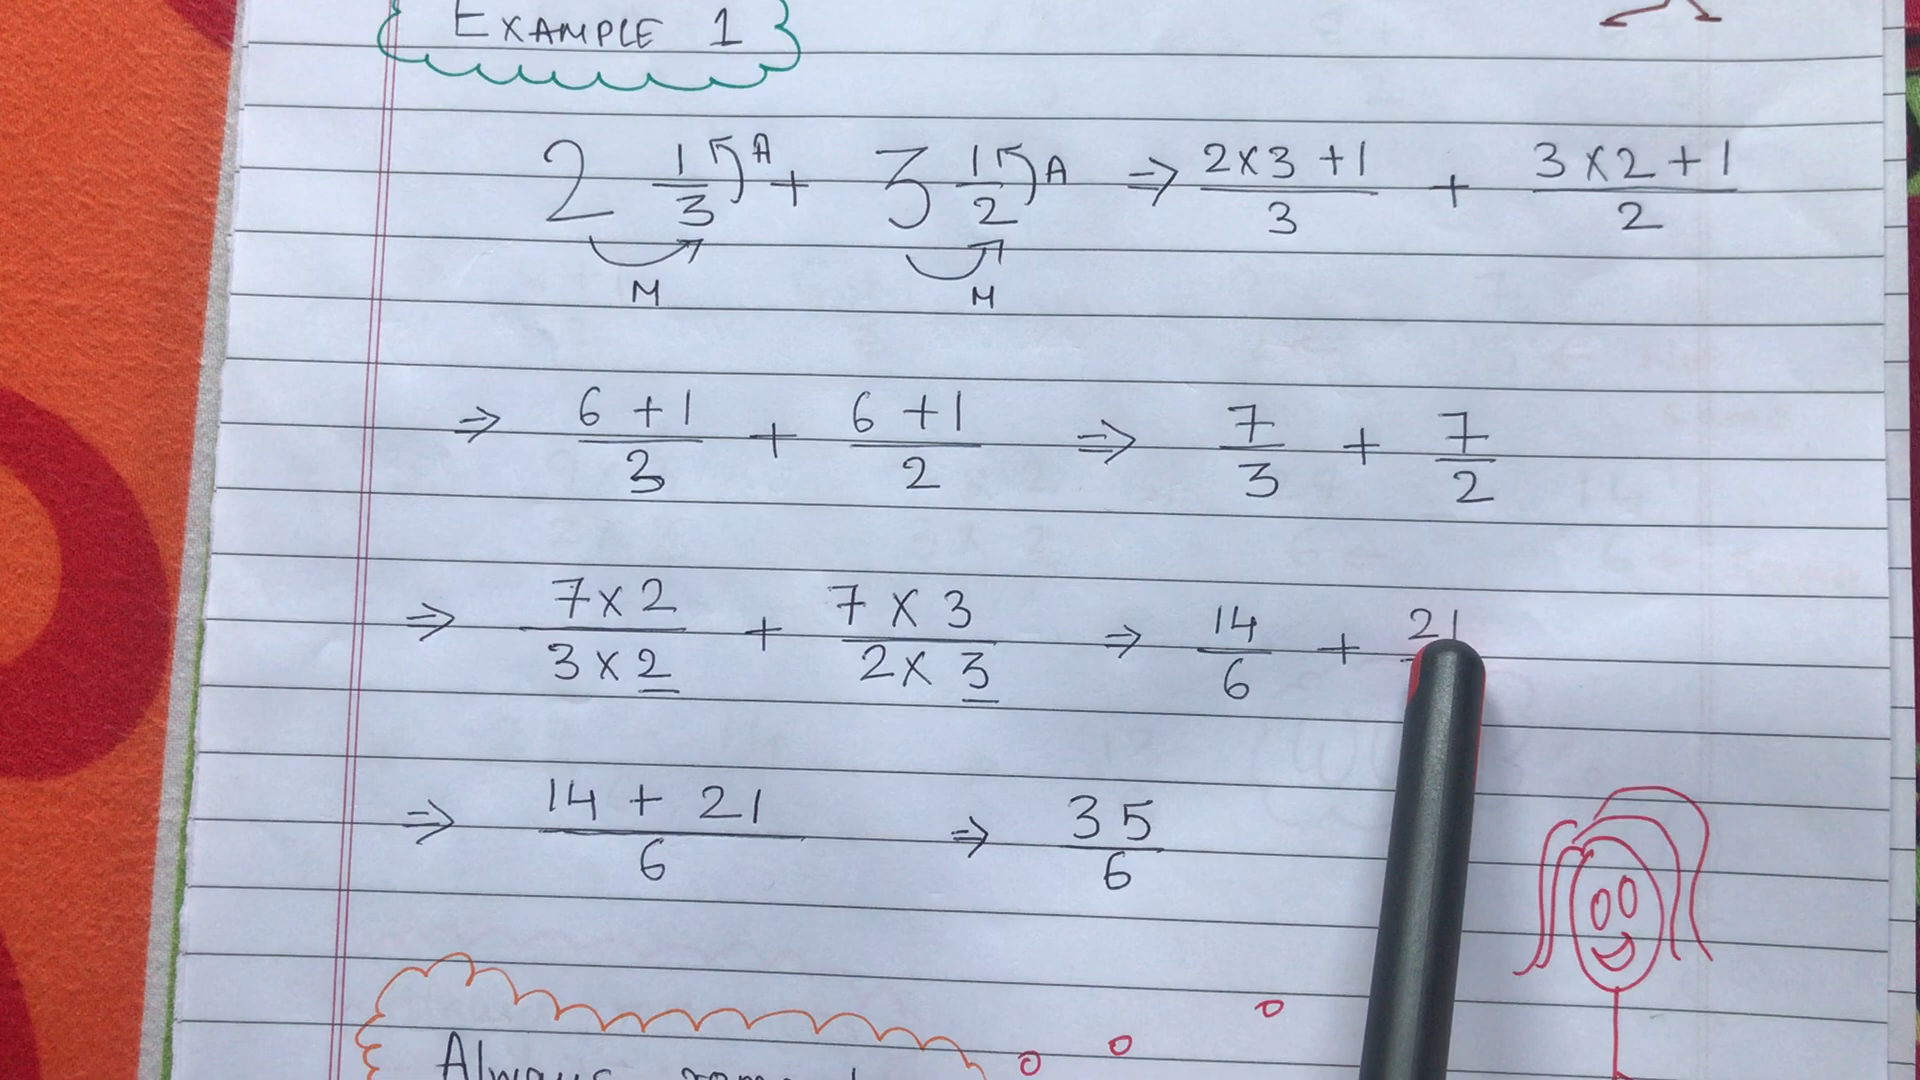 EXAMPLE 1
2 1/3 A + 3 1/2 A ⇒ 2×3+1/3 + 3×2+1/2
M M
⇒ 6+1/3 + 6+1/2 ⇒ 7/3 + 7/2
⇒ 7×2/3×2 + 7×3/2×3 ⇒ 14/6 + 21
⇒ 14+21/6 ⇒ 35/6
Always